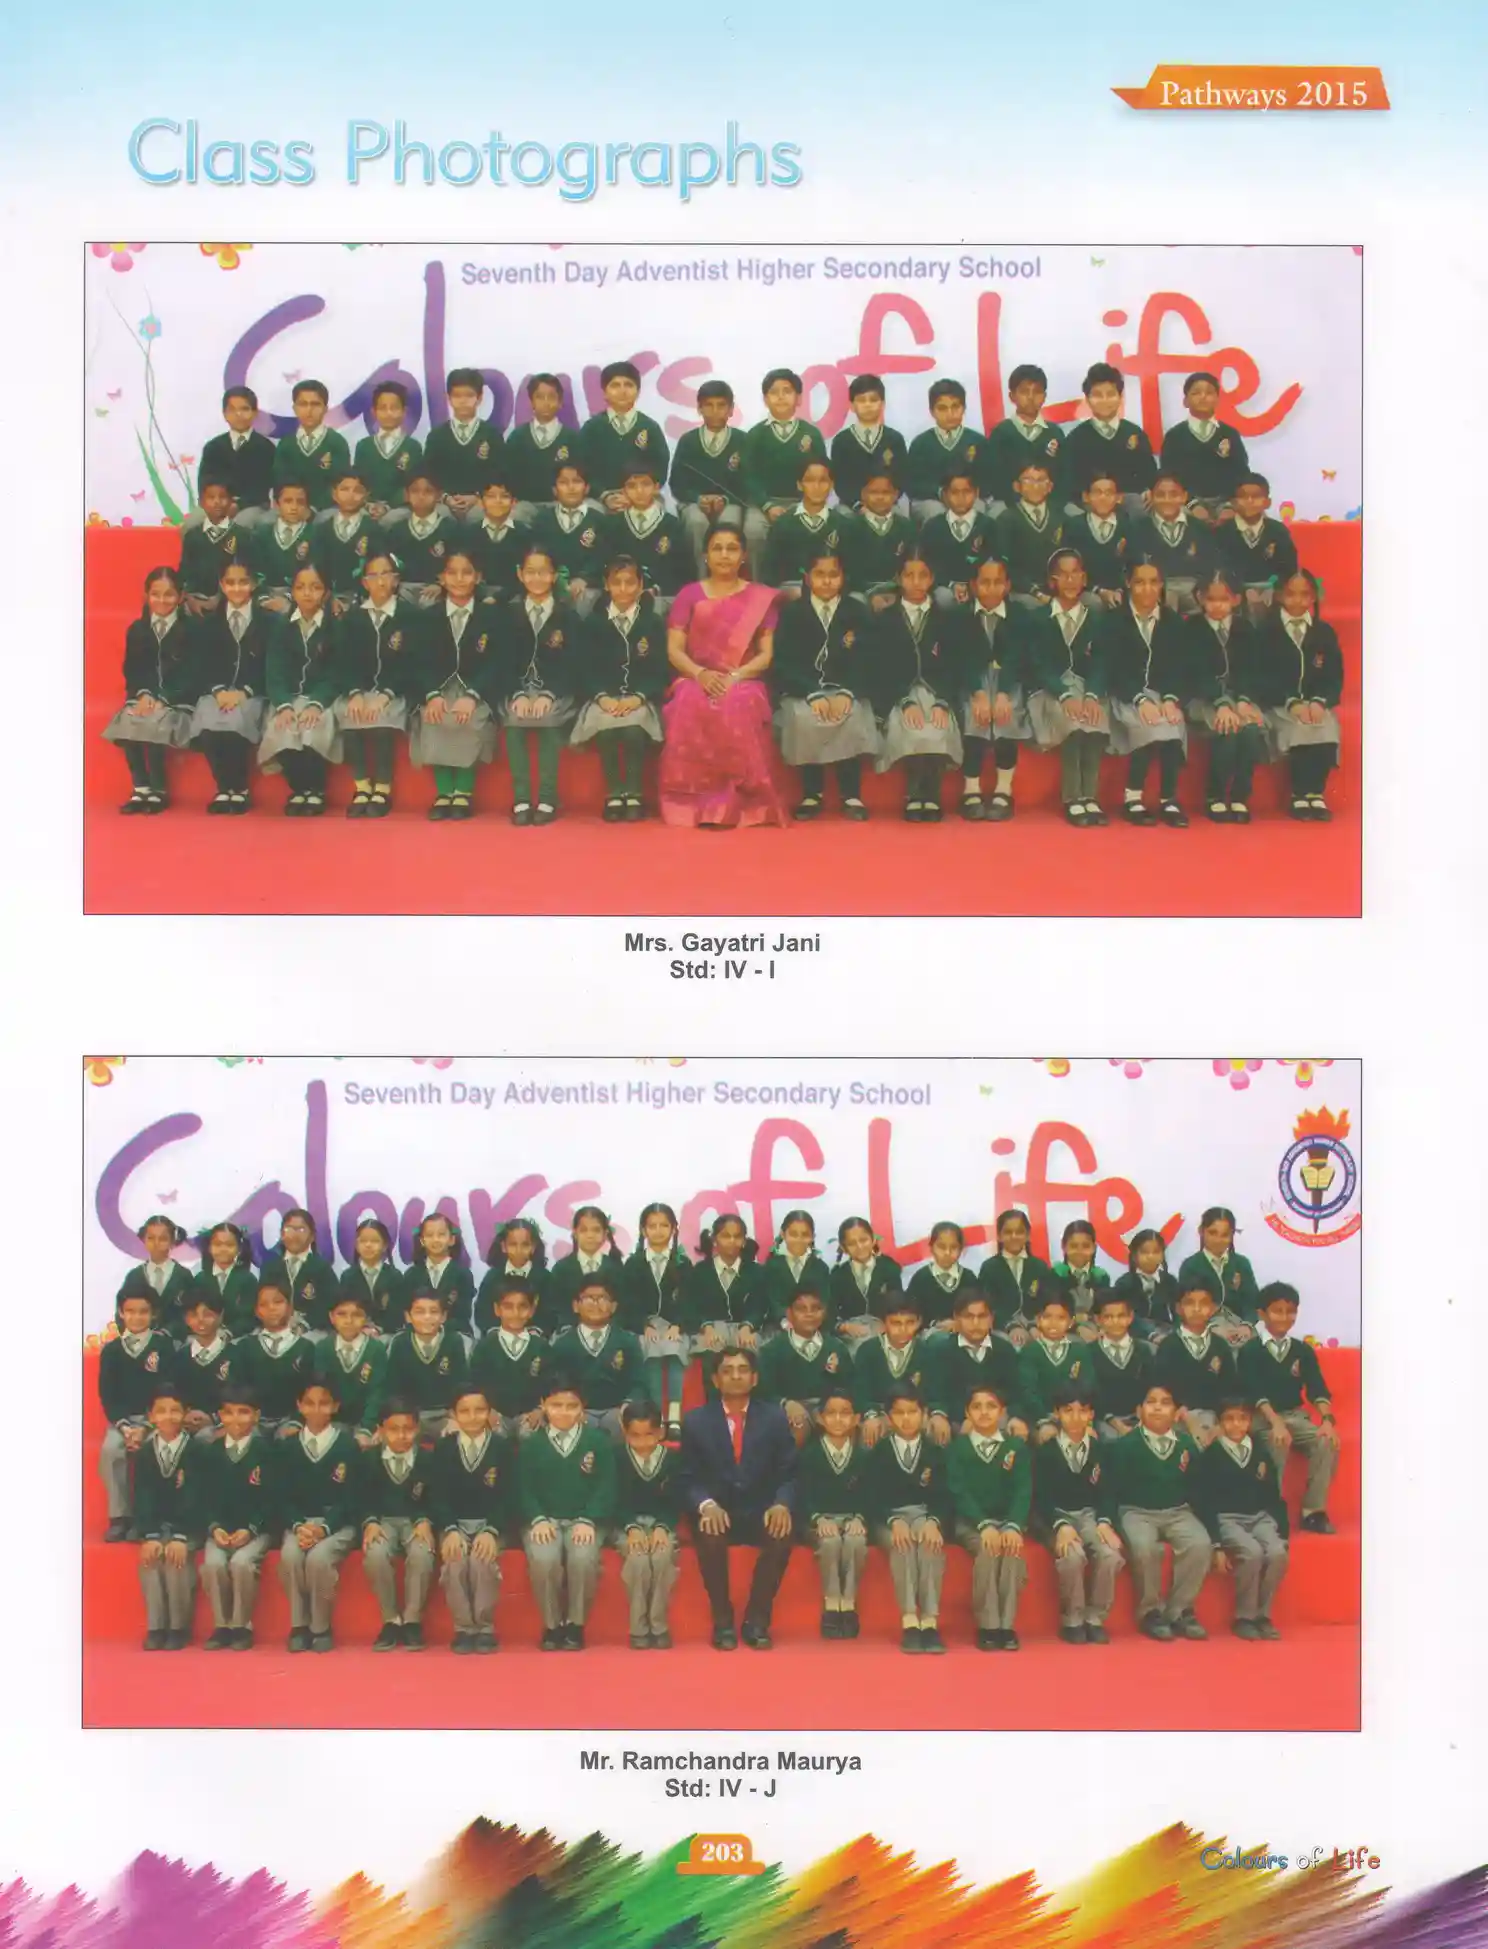 Pathways 2015
Class Photographs
Seventh Day Adventist Higher Secondary School
Colours of Life
Mrs. Gayatri Jani
Std: IV - I
Seventh Day Adventist Higher Secondary School
Colours of Life
Mr. Ramchandra Maurya
Std: IV - J
203
Colours of Life